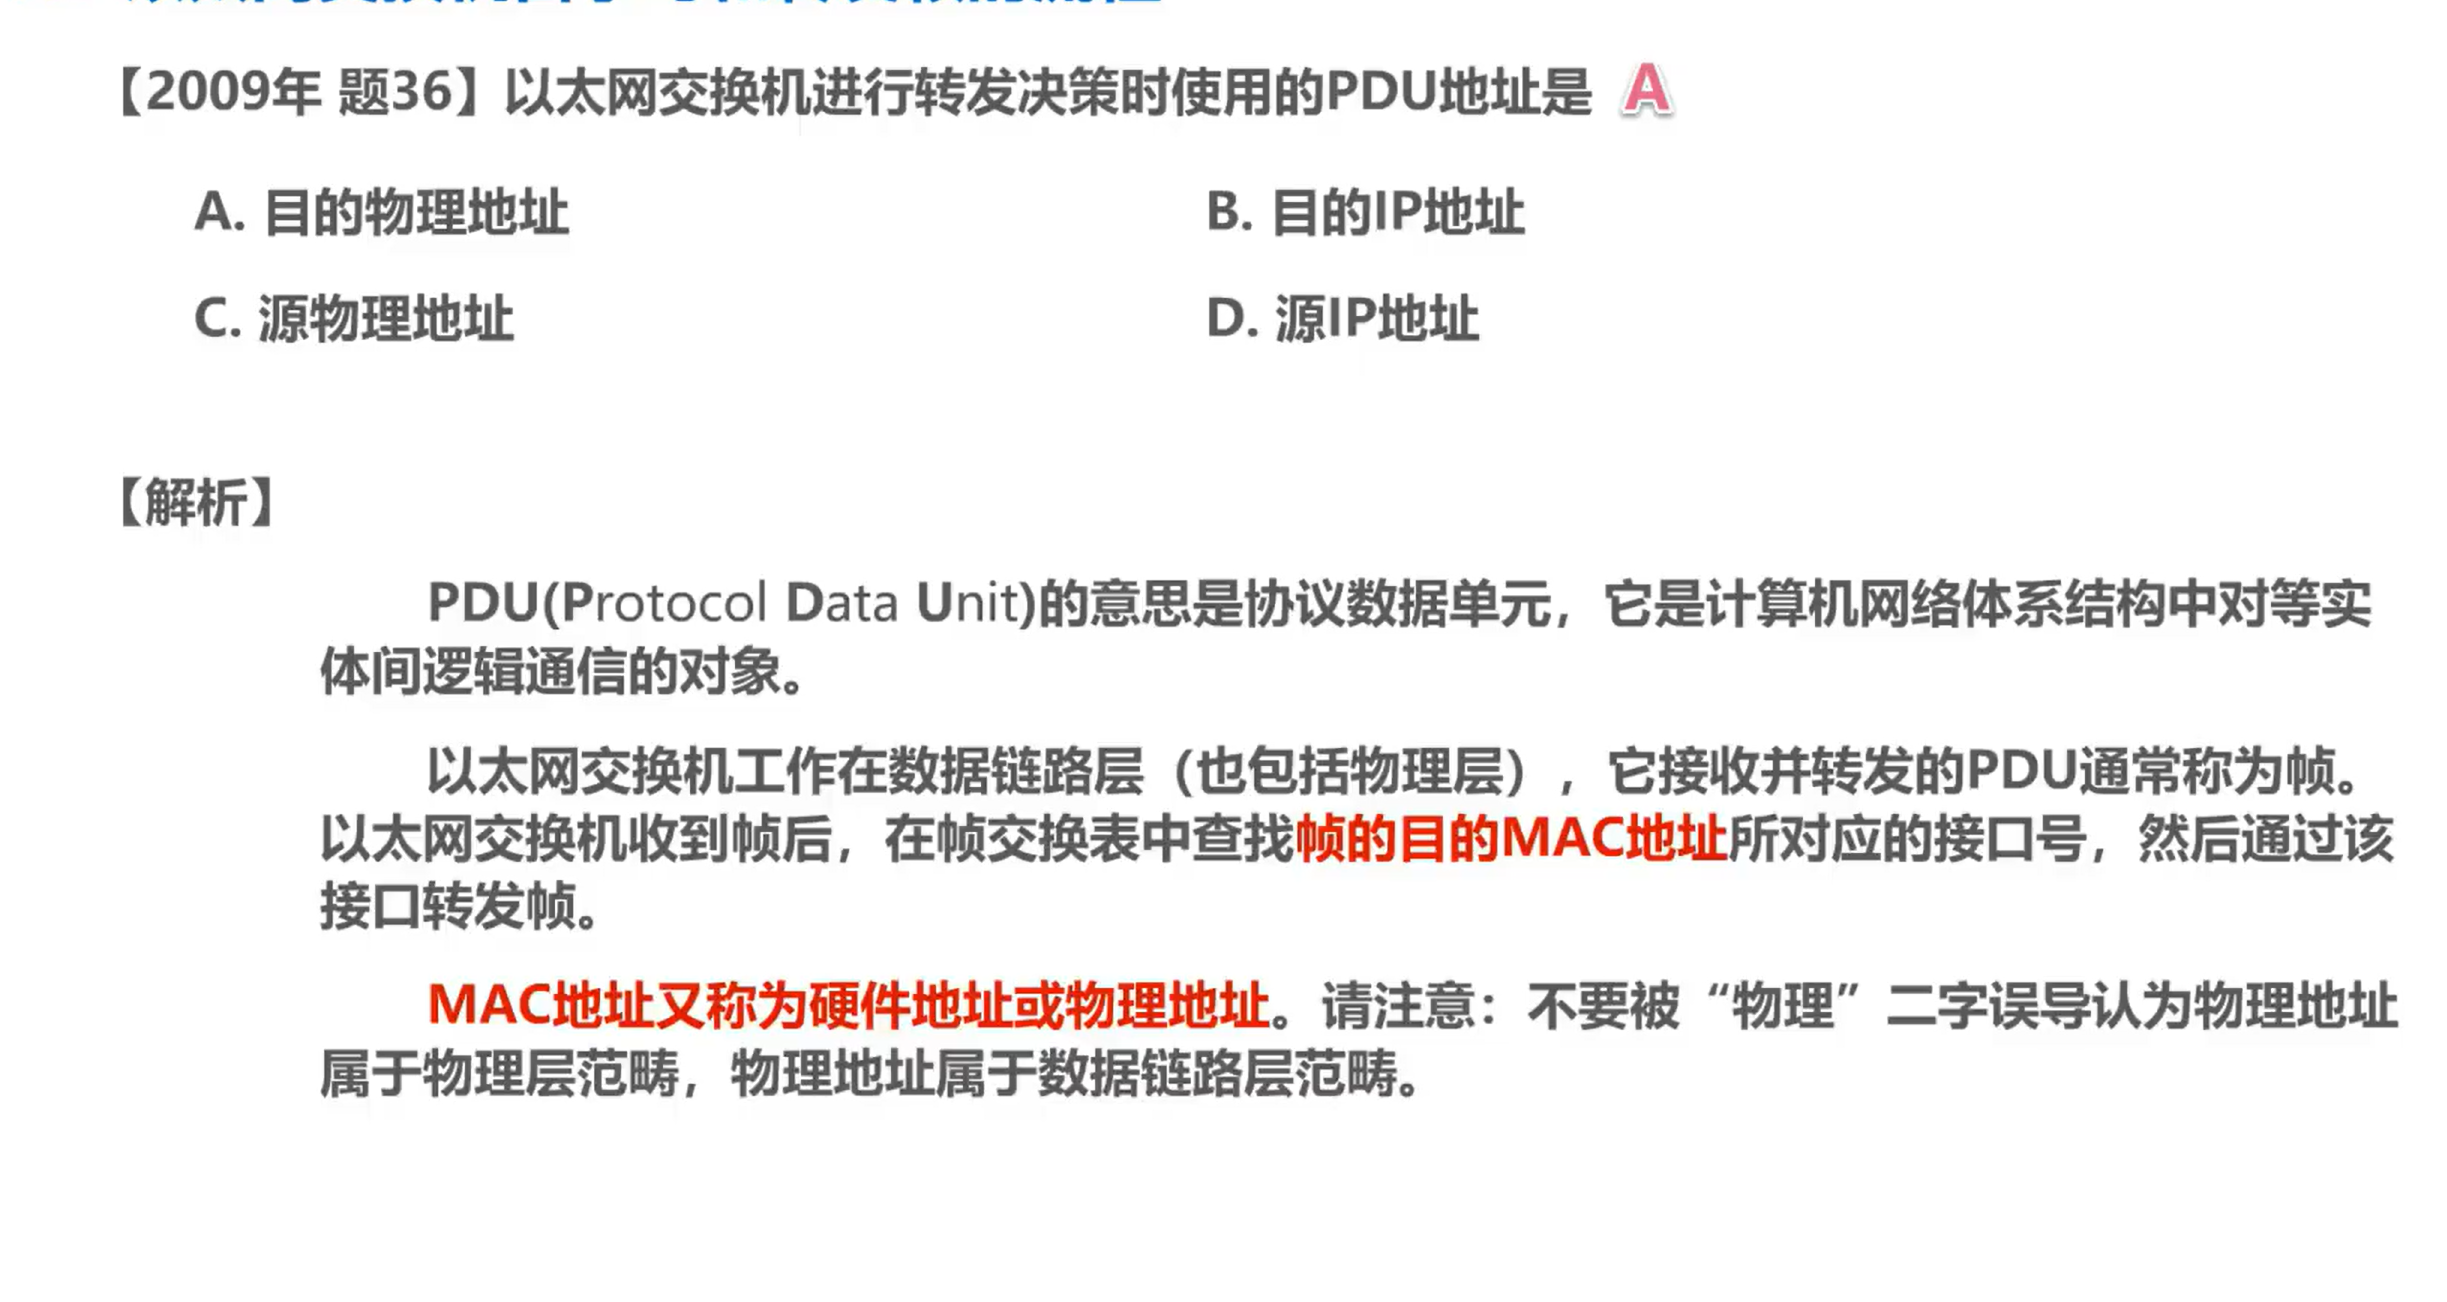 【2009年 题36】以太网交换机进行转发决策时使用的PDU地址是 A
A. 目的物理地址
B. 目的IP地址
C. 源物理地址
D. 源IP地址
【解析】
PDU(Protocol Data Unit)的意思是协议数据单元，它是计算机网络体系结构中对等实
体间逻辑通信的对象。
以太网交换机工作在数据链路层（也包括物理层），它接收并转发的PDU通常称为帧。
以太网交换机收到帧后，在帧交换表中查找帧的目的MAC地址所对应的接口号，然后通过该
接口转发帧。
MAC地址又称为硬件地址或物理地址。请注意：不要被“物理”二字误导认为物理地址
属于物理层范畴，物理地址属于数据链路层范畴。